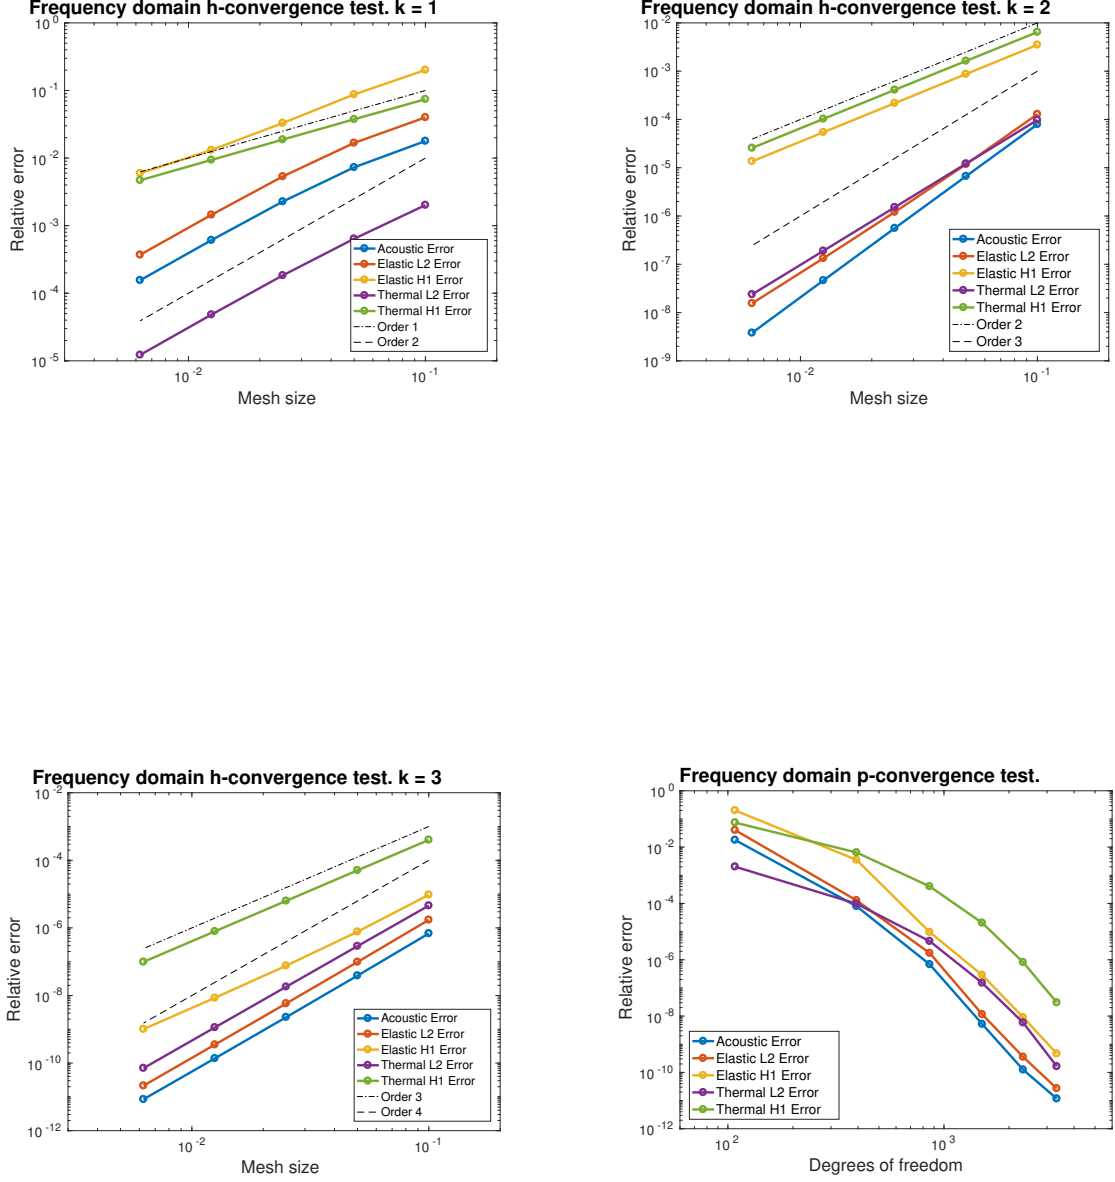 Frequency domain h-convergence test. k = 1
10^0
10^-1
10^-2
10^-3
10^-4
10^-5
Relative error
10^-2
10^-1
Mesh size
Acoustic Error
Elastic L2 Error
Elastic H1 Error
Thermal L2 Error
Thermal H1 Error
Order 1
Order 2
Frequency domain h-convergence test. k = 2
10^-2
10^-3
10^-4
10^-5
10^-6
10^-7
10^-8
10^-9
Relative error
10^-2
10^-1
Mesh size
Acoustic Error
Elastic L2 Error
Elastic H1 Error
Thermal L2 Error
Thermal H1 Error
Order 2
Order 3
Frequency domain h-convergence test. k = 3
10^-2
10^-4
10^-6
10^-8
10^-10
10^-12
Relative error
10^-2
10^-1
Mesh size
Acoustic Error
Elastic L2 Error
Elastic H1 Error
Thermal L2 Error
Thermal H1 Error
Order 3
Order 4
Frequency domain p-convergence test.
10^0
10^-2
10^-4
10^-6
10^-8
10^-10
10^-12
Relative error
10^2
10^3
Degrees of freedom
Acoustic Error
Elastic L2 Error
Elastic H1 Error
Thermal L2 Error
Thermal H1 Error